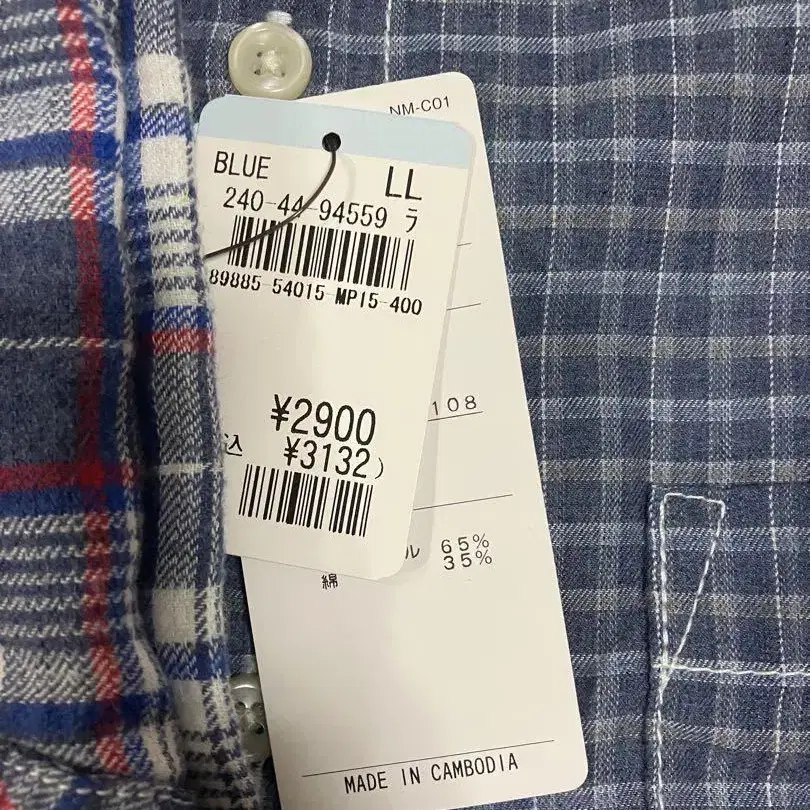 NM-C01
BLUE LL
240-44-94559 ラ
89885-54015-MP15-400
¥2900
込 ¥3132)
108
ル 65%
綿 35%
MADE IN CAMBODIA